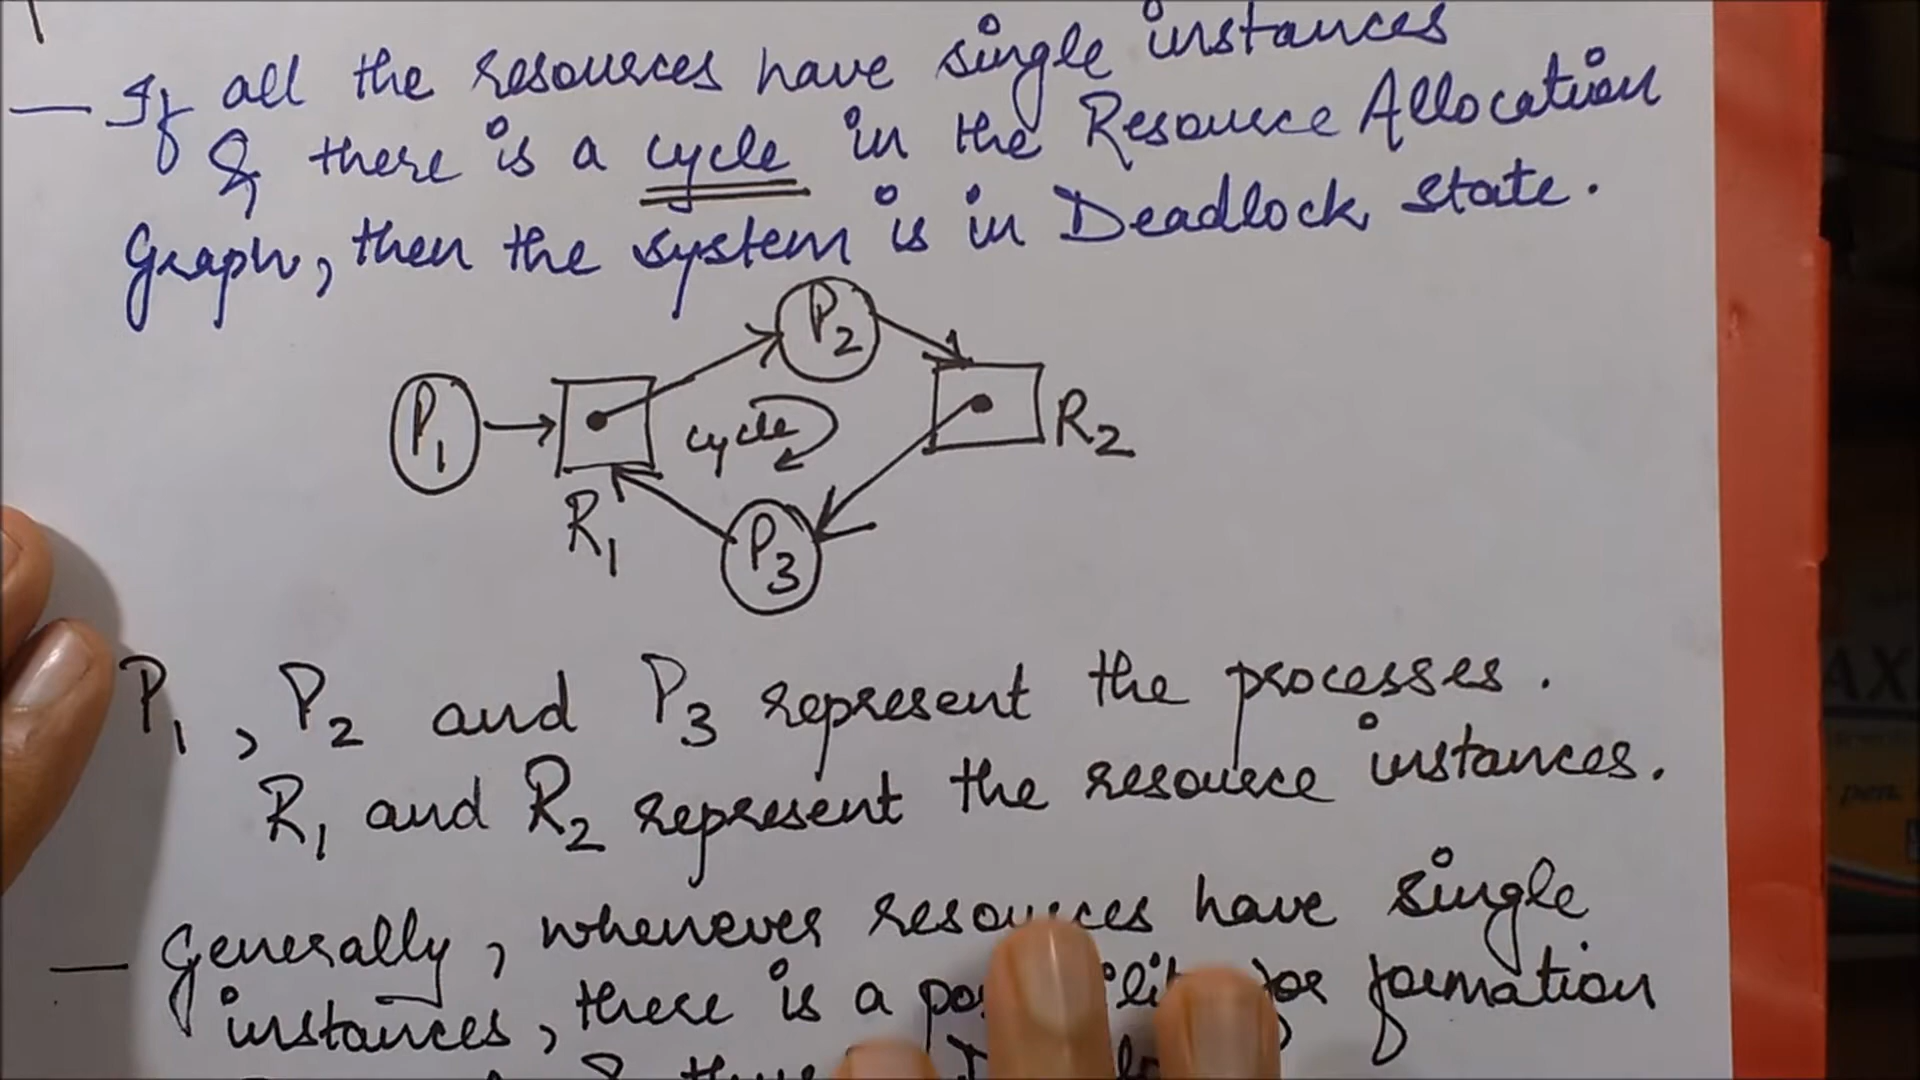 — If all the resources have single instances
& there is a cycle in the Resource Allocation
Graph, then the system is in Deadlock state.
P2
P1
cycle
R2
R1
P3
P1, P2 and P3 represent the processes.
R1 and R2 represent the resource instances.
— Generally, whenever resources have single
instances, there is a for formation
&
AX